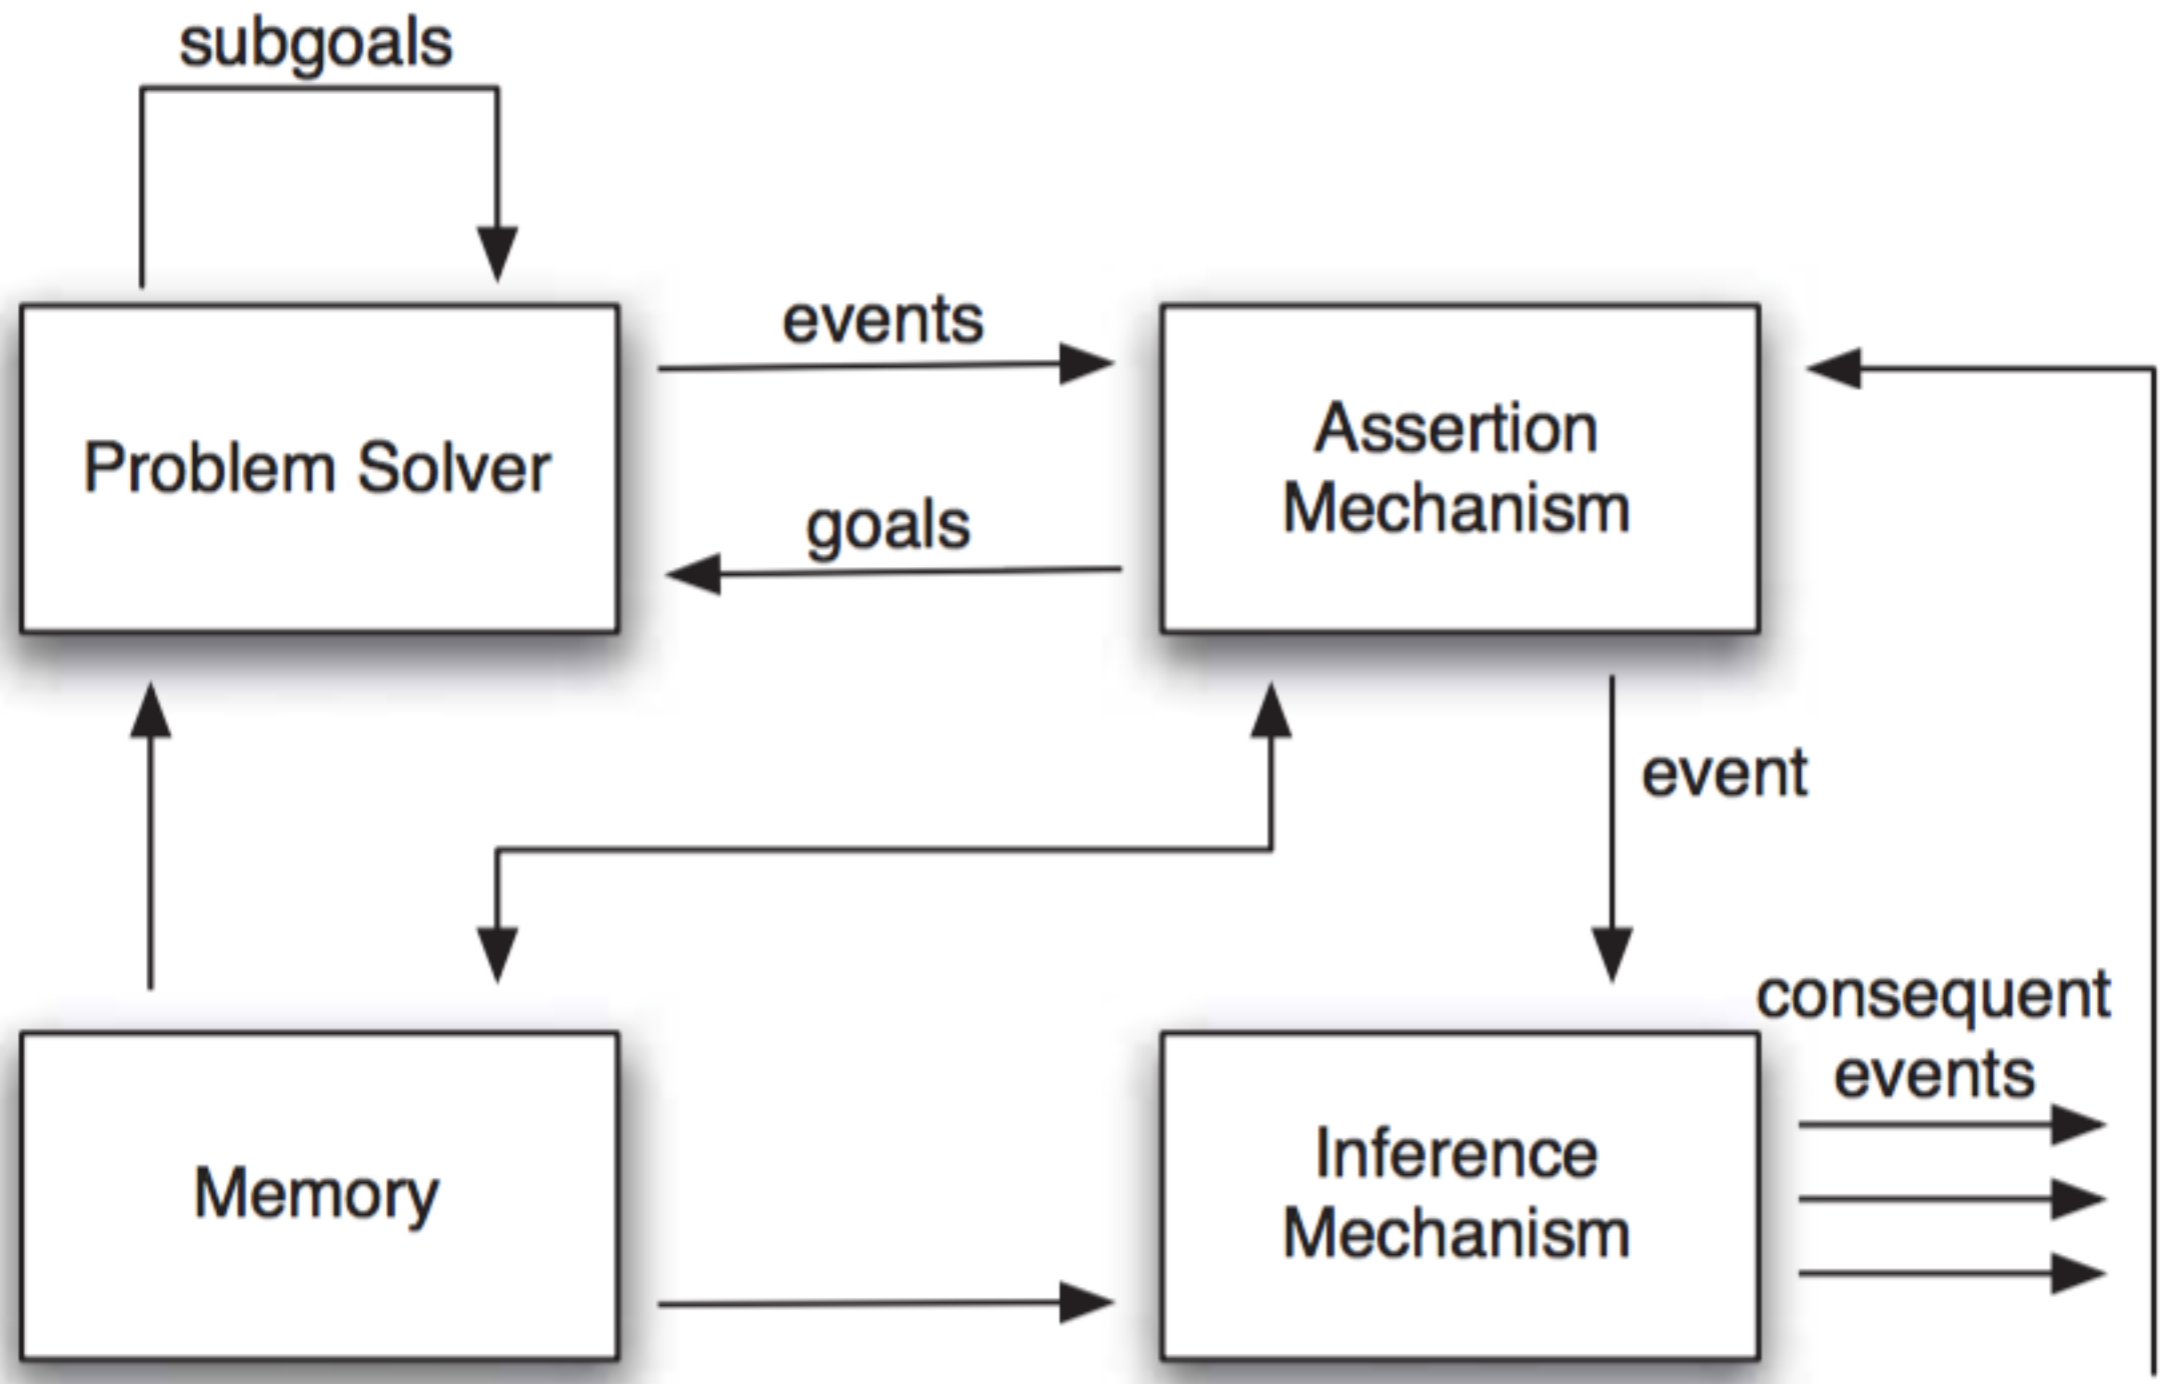 subgoals
events
Problem Solver
Assertion
Mechanism
goals
event
consequent
events
Memory
Inference
Mechanism